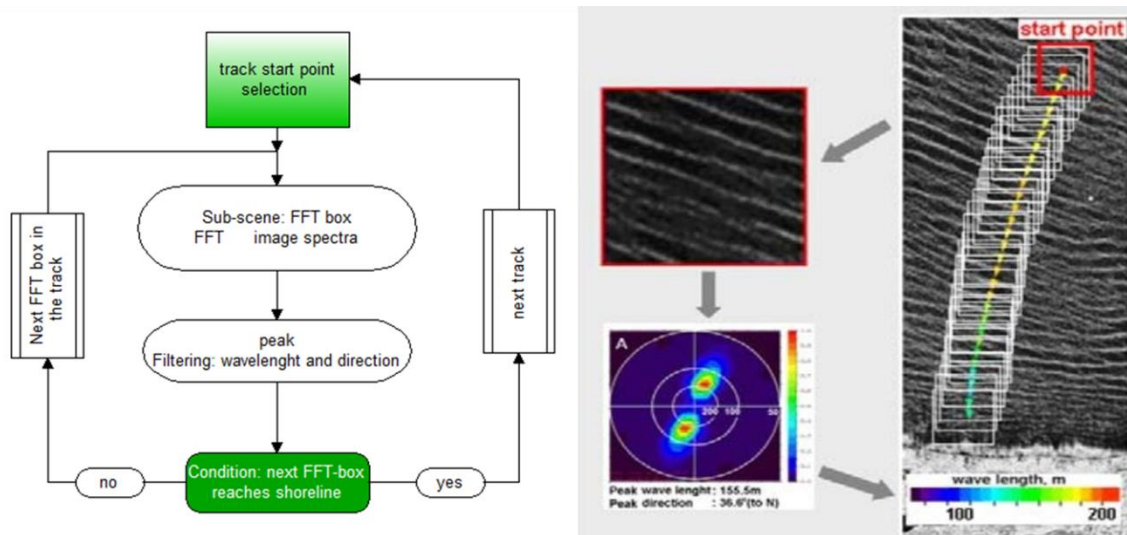 track start point
selection
Sub-scene: FFT box
FFT image spectra
peak
Filtering: wavelenght and direction
Condition: next FFT-box
reaches shoreline
no
yes
Next FFT box in
the track
next track
start point
A
200 100 50
Peak wave lenght : 155.5m
Peak direction : 36.6°(to N)
wave length, m
100 200